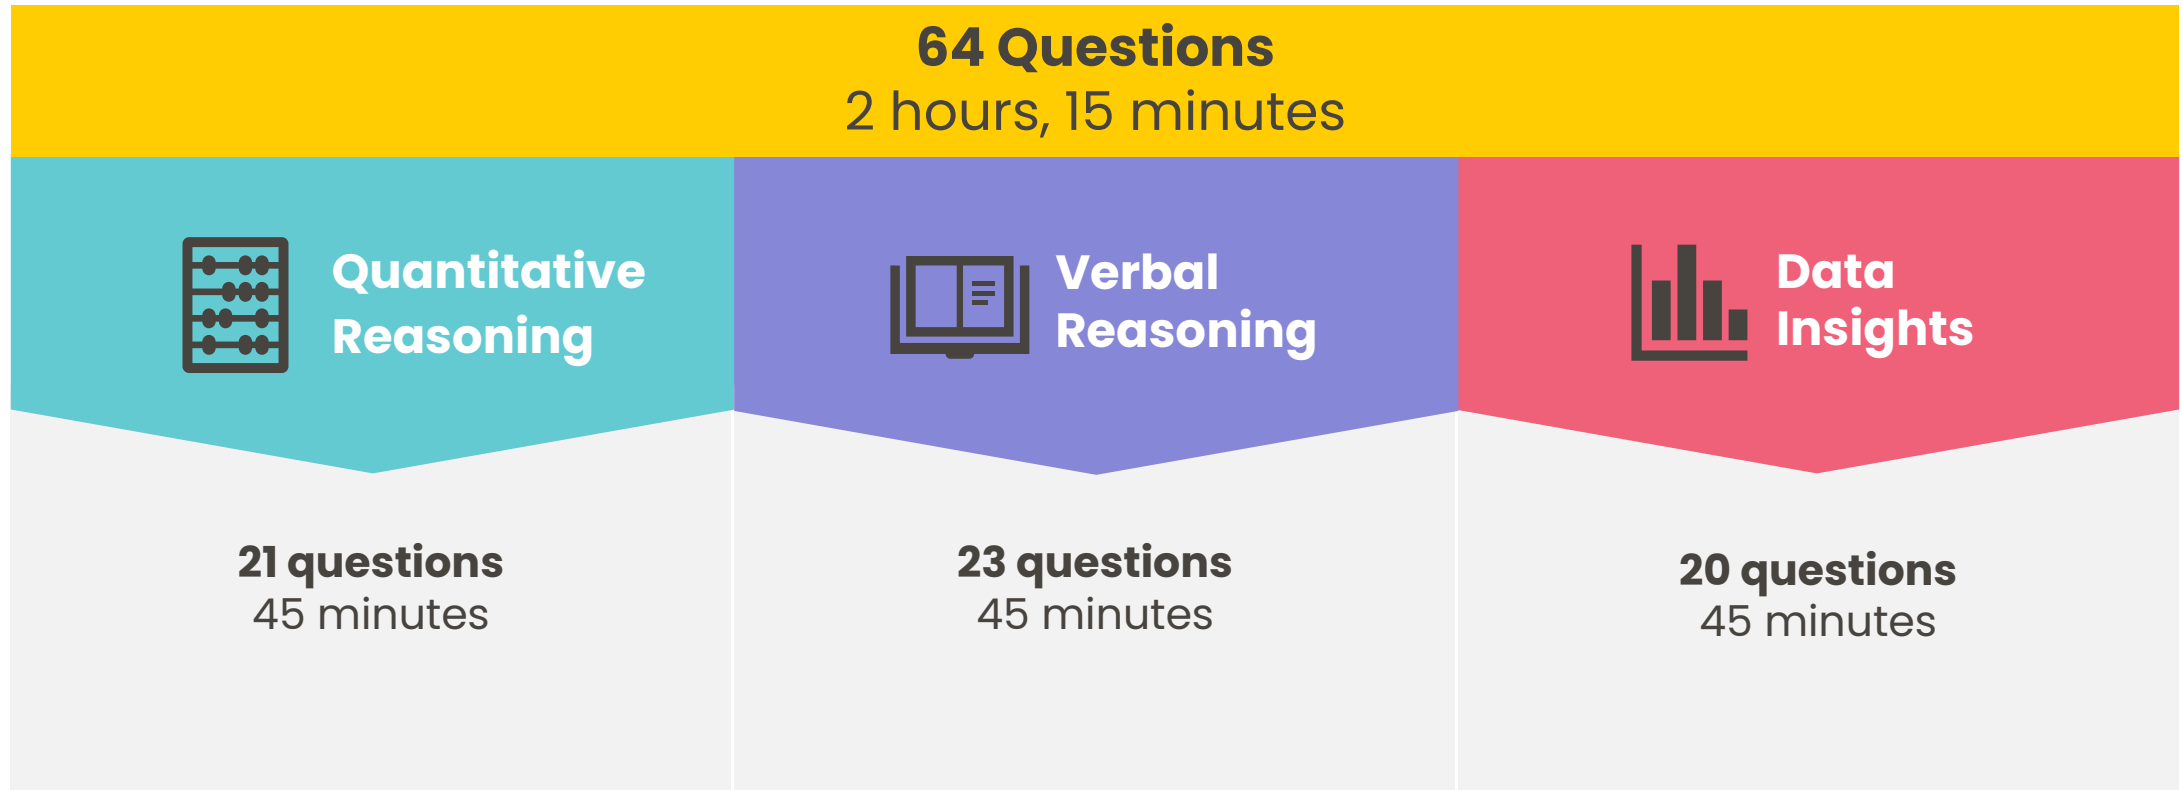 64 Questions
2 hours, 15 minutes
Quantitative
Reasoning
Verbal
Reasoning
Data
Insights
21 questions
45 minutes
23 questions
45 minutes
20 questions
45 minutes